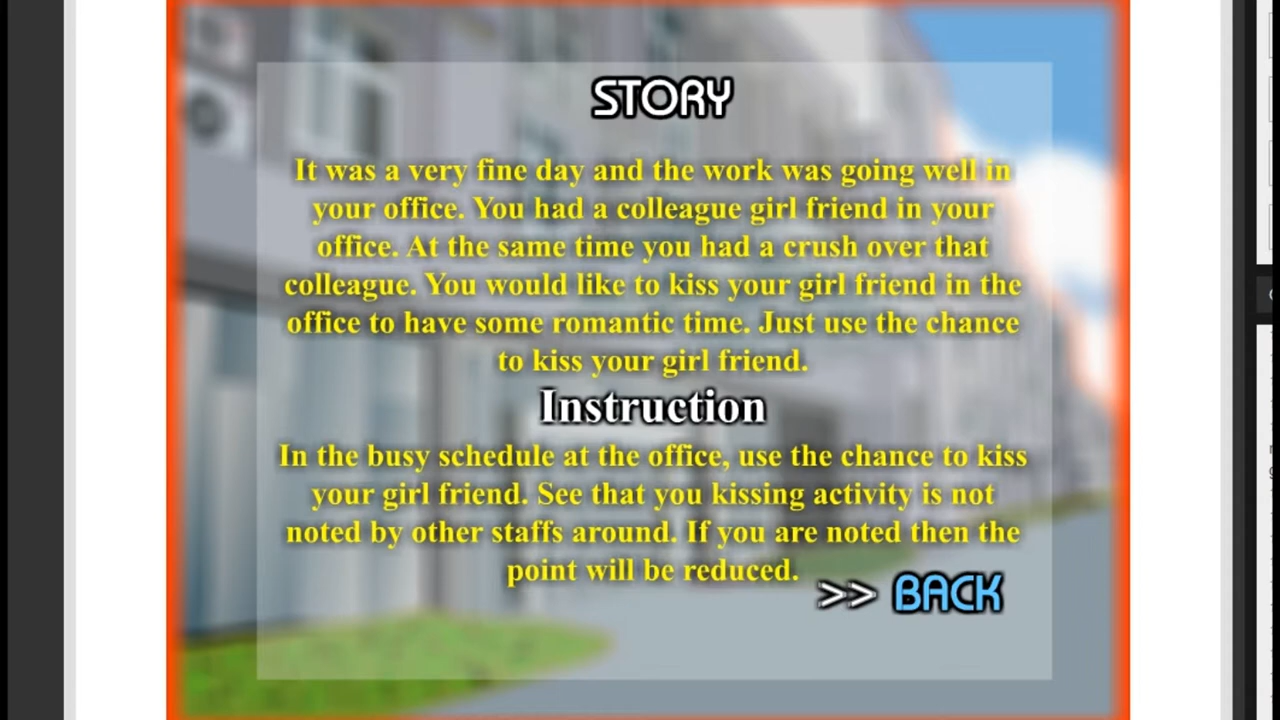 STORY
It was a very fine day and the work was going well in
your office. You had a colleague girl friend in your
office. At the same time you had a crush over that
colleague. You would like to kiss your girl friend in the
office to have some romantic time. Just use the chance
to kiss your girl friend.
Instruction
In the busy schedule at the office, use the chance to kiss
your girl friend. See that you kissing activity is not
noted by other staffs around. If you are noted then the
point will be reduced.
>> BACK